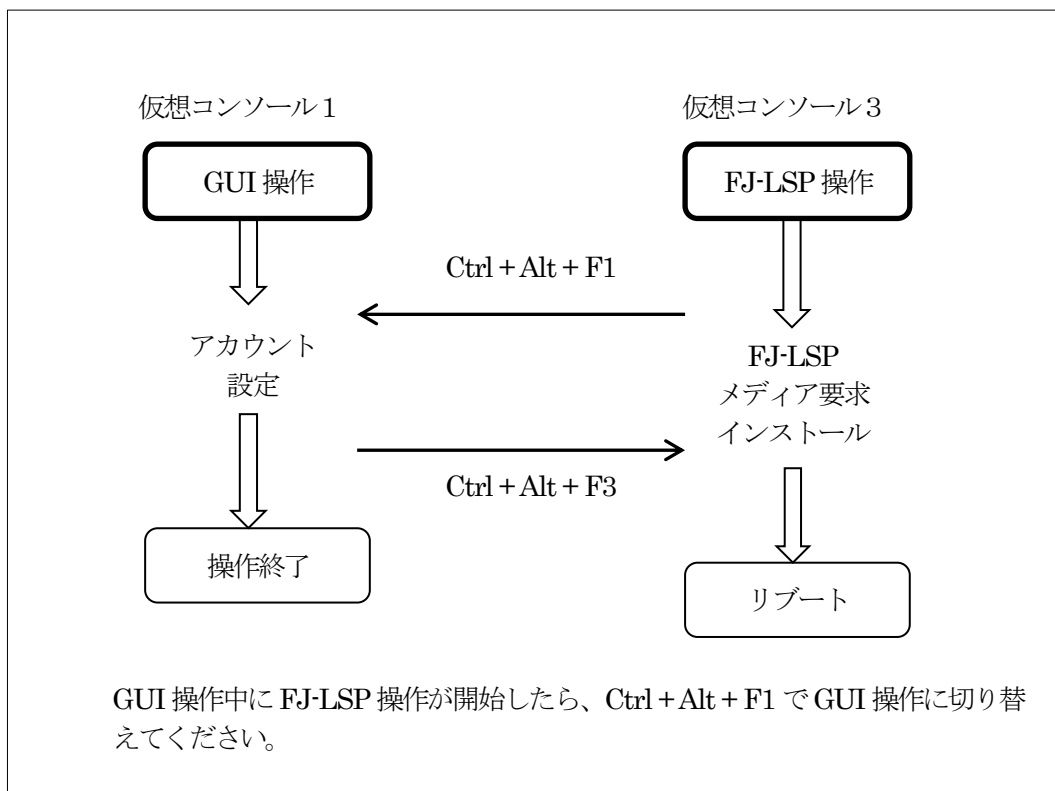 仮想コンソール１
仮想コンソール３
GUI 操作
FJ-LSP 操作
Ctrl＋Alt＋F1
アカウント
設定
FJ-LSP
メディア要求
インストール
Ctrl＋Alt＋F3
操作終了
リブート
GUI 操作中に FJ-LSP 操作が開始したら、Ctrl＋Alt＋F1 で GUI 操作に切り替
えてください。